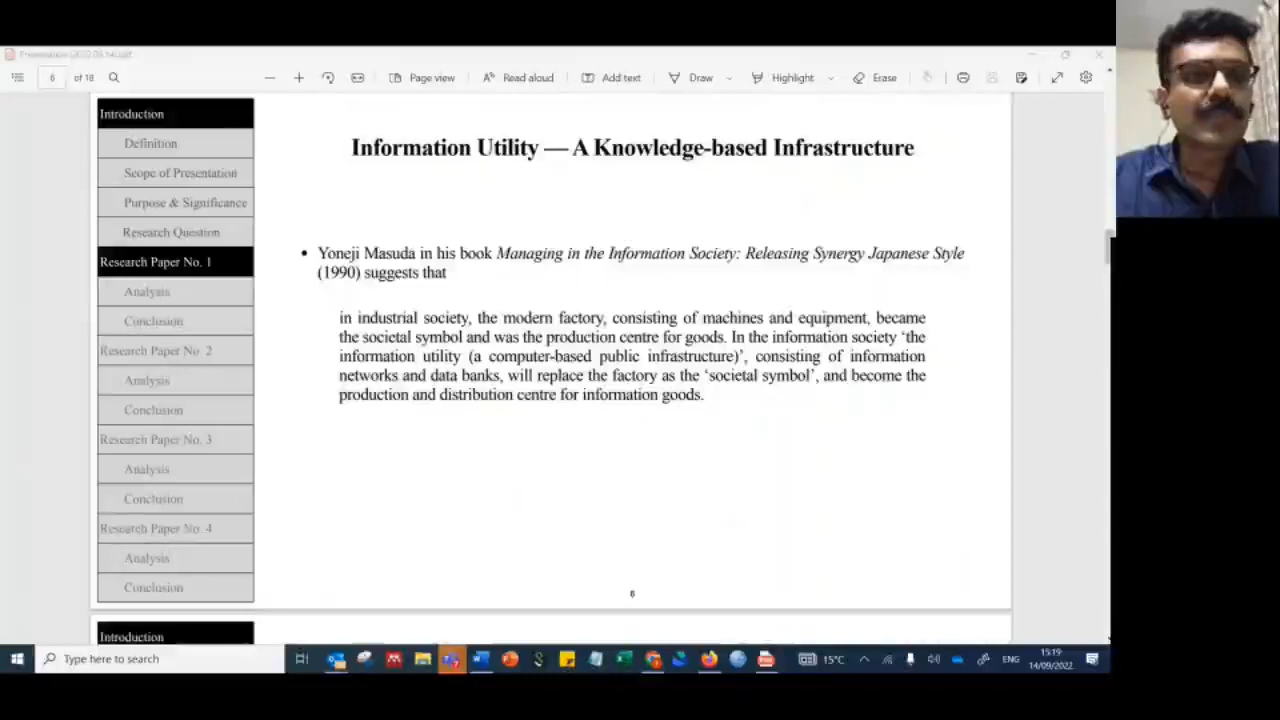 6 of 18
Page view
Read aloud
Add text
Draw
Highlight
Erase
Introduction
Definition
Scope of Presentation
Purpose & Significance
Research Question
Research Paper No. 1
Analysis
Conclusion
Research Paper No. 2
Analysis
Conclusion
Research Paper No. 3
Analysis
Conclusion
Research Paper No. 4
Analysis
Conclusion
Information Utility — A Knowledge-based Infrastructure
• Yoneji Masuda in his book Managing in the Information Society: Releasing Synergy Japanese Style
(1990) suggests that
in industrial society, the modern factory, consisting of machines and equipment, became
the societal symbol and was the production centre for goods. In the information society ‘the
information utility (a computer-based public infrastructure)’, consisting of information
networks and data banks, will replace the factory as the ‘societal symbol’, and become the
production and distribution centre for information goods.
6
Introduction
Type here to search
15°C
ENG
15:19
14/09/2022